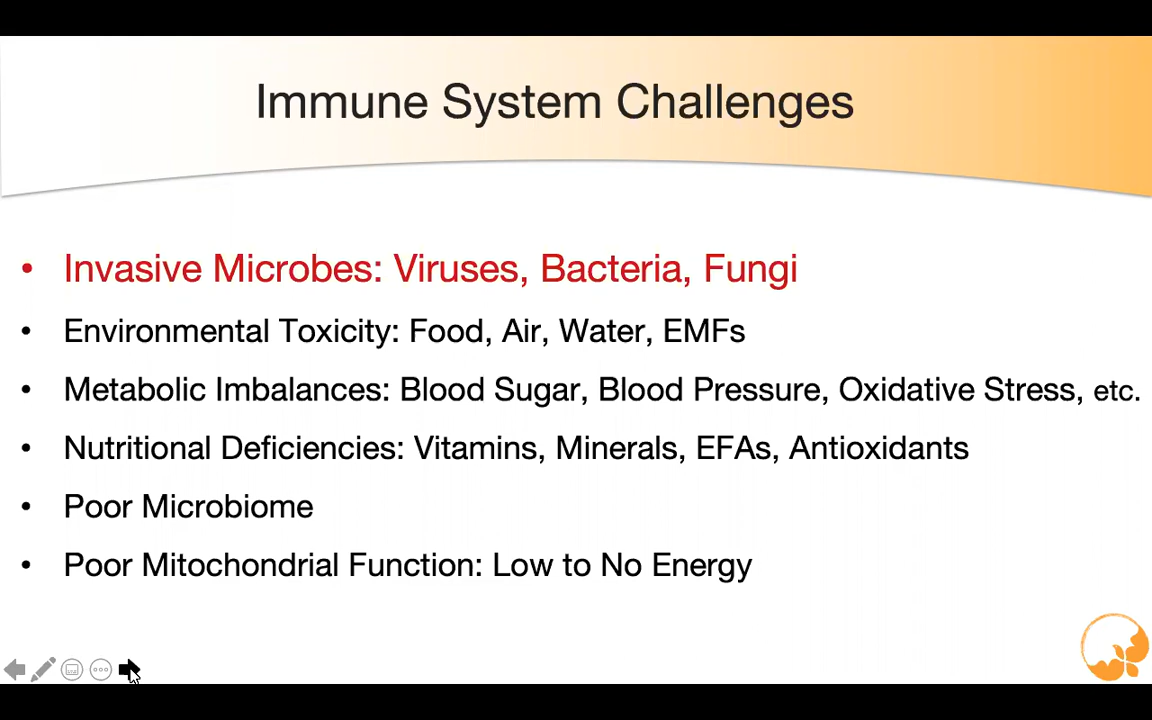 Immune System Challenges
• Invasive Microbes: Viruses, Bacteria, Fungi
• Environmental Toxicity: Food, Air, Water, EMFs
• Metabolic Imbalances: Blood Sugar, Blood Pressure, Oxidative Stress, etc.
• Nutritional Deficiencies: Vitamins, Minerals, EFAs, Antioxidants
• Poor Microbiome
• Poor Mitochondrial Function: Low to No Energy